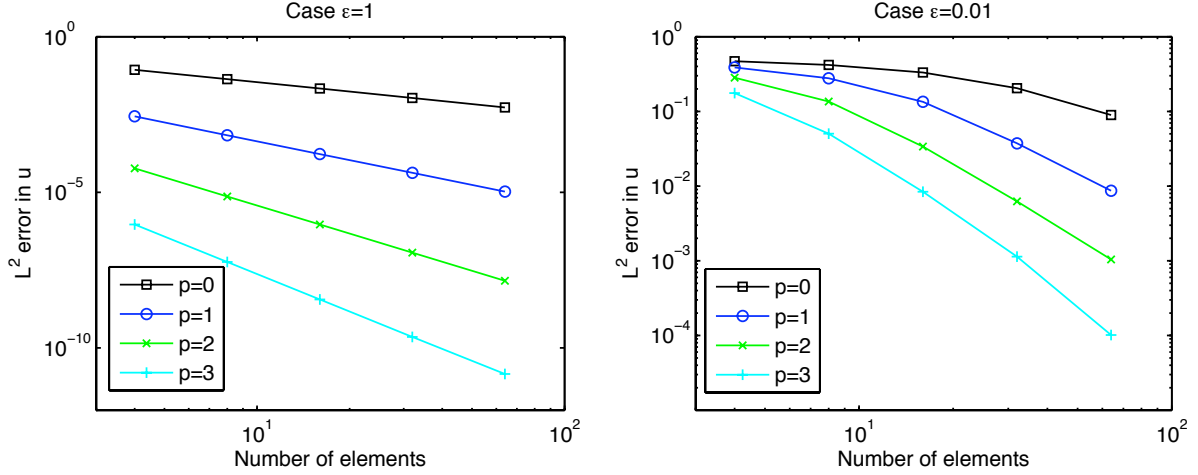 Case ε=1
10^0
10^-5
10^-10
L^2 error in u
p=0
p=1
p=2
p=3
10^1
10^2
Number of elements
Case ε=0.01
10^0
10^-1
10^-2
10^-3
10^-4
L^2 error in u
p=0
p=1
p=2
p=3
10^1
10^2
Number of elements